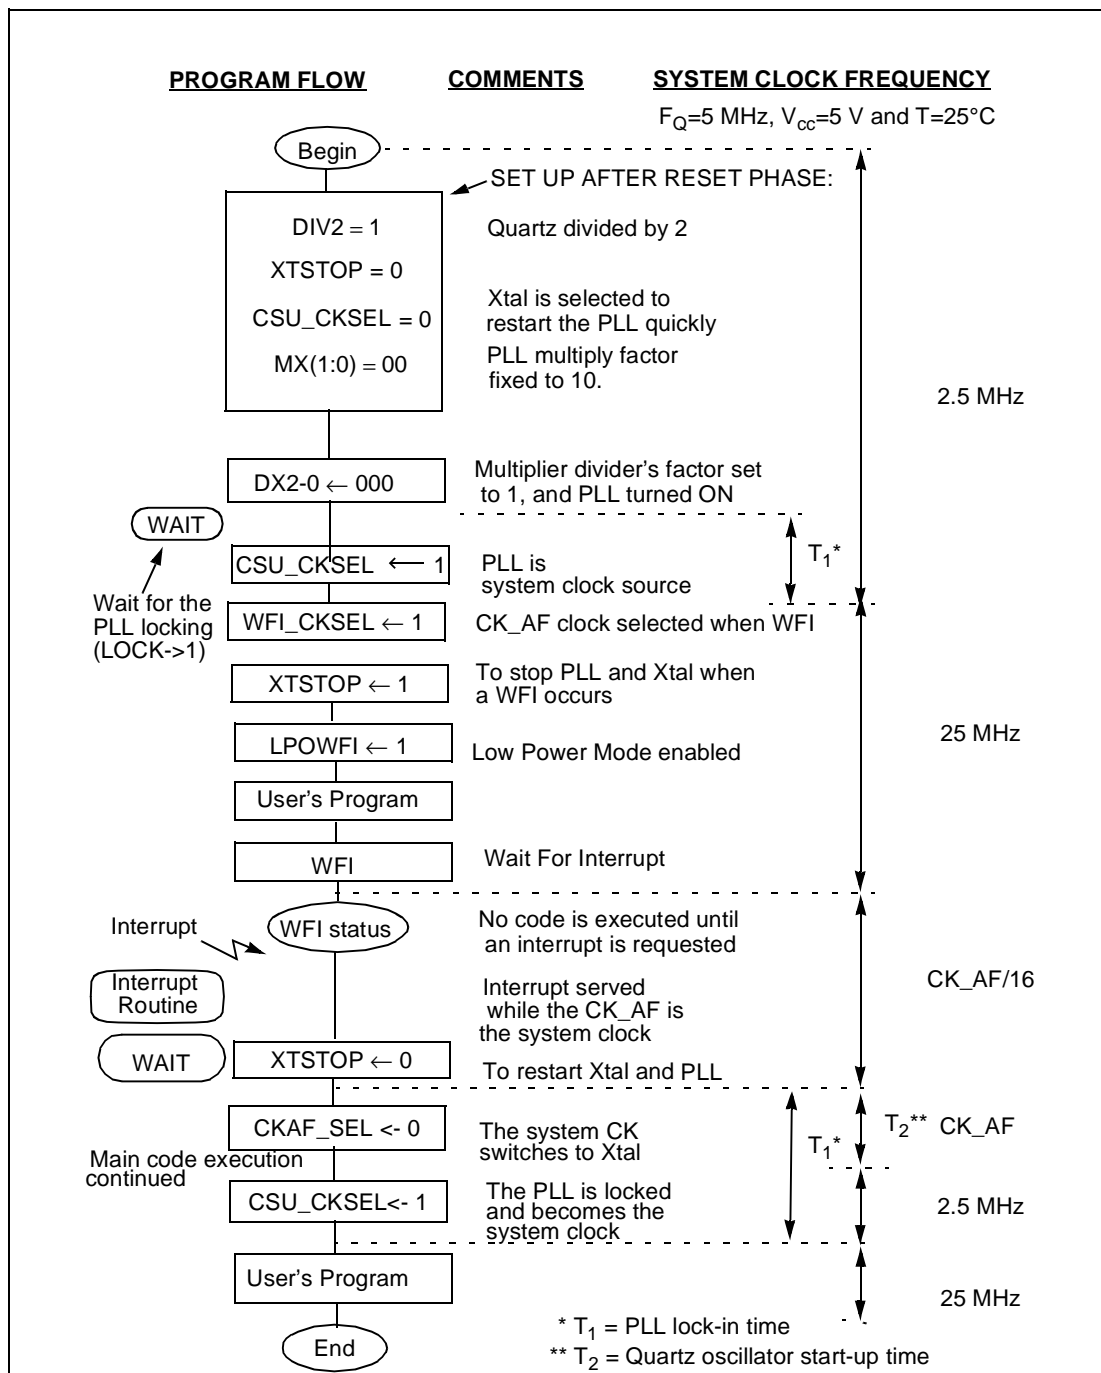 PROGRAM FLOW COMMENTS SYSTEM CLOCK FREQUENCY
F_Q=5 MHz, V_cc=5 V and T=25°C
Begin
SET UP AFTER RESET PHASE:
DIV2 = 1
Quartz divided by 2
XTSTOP = 0
CSU_CKSEL = 0
Xtal is selected to
restart the PLL quickly
MX(1:0) = 00
PLL multiply factor
fixed to 10.
2.5 MHz
DX2-0 ← 000
Multiplier divider's factor set
to 1, and PLL turned ON
WAIT
T_1*
CSU_CKSEL ← 1
PLL is
system clock source
Wait for the
PLL locking
(LOCK->1)
WFI_CKSEL ← 1
CK_AF clock selected when WFI
XTSTOP ← 1
To stop PLL and Xtal when
a WFI occurs
25 MHz
LPOWFI ← 1
Low Power Mode enabled
User's Program
WFI
Wait For Interrupt
WFI status
No code is executed until
an interrupt is requested
Interrupt
Interrupt
Routine
Interrupt served
while the CK_AF is
the system clock
CK_AF/16
WAIT
XTSTOP ← 0
To restart Xtal and PLL
CKAF_SEL <- 0
The system CK
switches to Xtal
T_1*
T_2** CK_AF
Main code execution
continued
CSU_CKSEL<- 1
The PLL is locked
and becomes the
system clock
2.5 MHz
User's Program
25 MHz
End
* T_1 = PLL lock-in time
** T_2 = Quartz oscillator start-up time